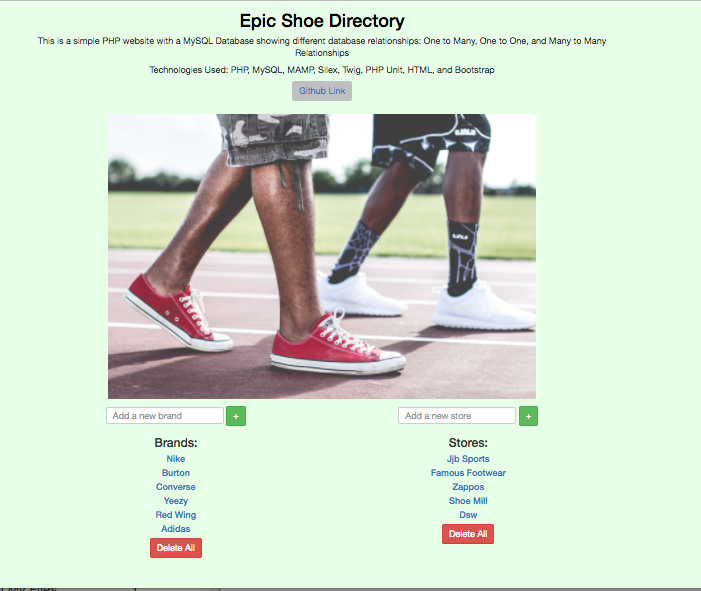 Epic Shoe Directory
This is a simple PHP website with a MySQL Database showing different database relationships: One to Many, One to One, and Many to Many
Relationships
Technologies Used: PHP, MySQL, MAMP, Silex, Twig, PHP Unit, HTML, and Bootstrap
Github Link
Add a new brand +
Add a new store +
Brands:
Nike
Burton
Converse
Yeezy
Red Wing
Adidas
Delete All
Stores:
Jjb Sports
Famous Footwear
Zappos
Shoe Mill
Dsw
Delete All